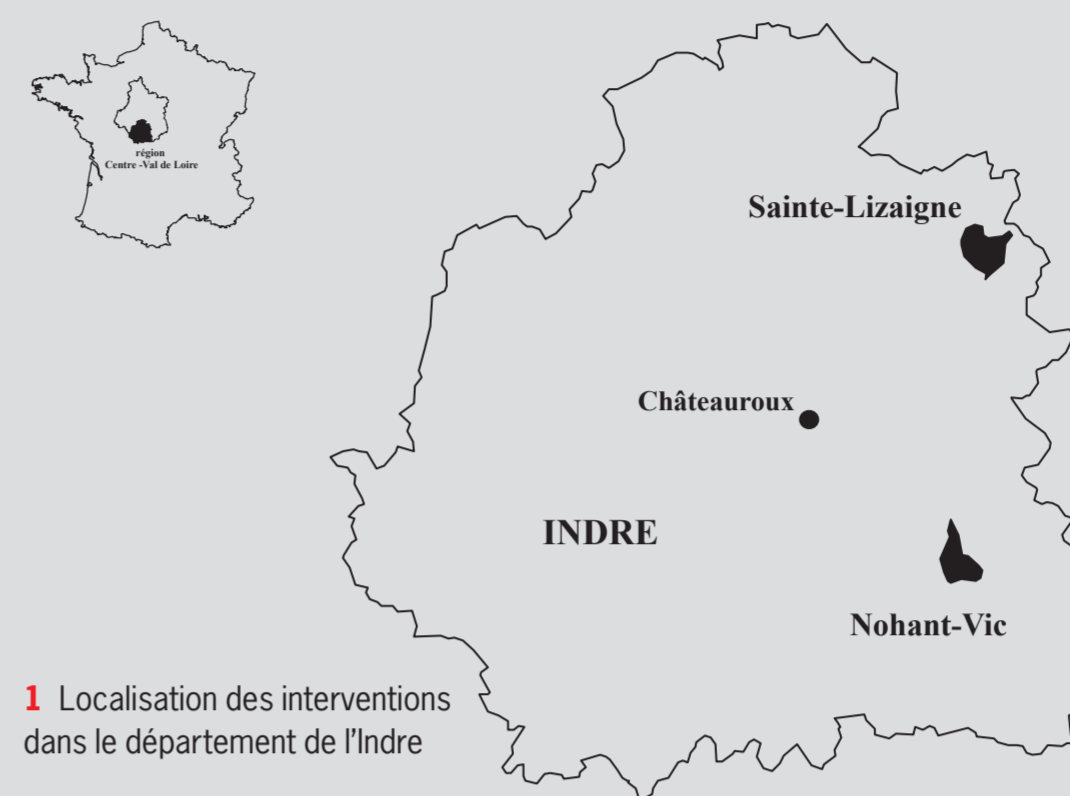 région
Centre -Val de Loire
Sainte-Lizaigne
Châteauroux
INDRE
Nohant-Vic
1 Localisation des interventions
dans le département de l'Indre